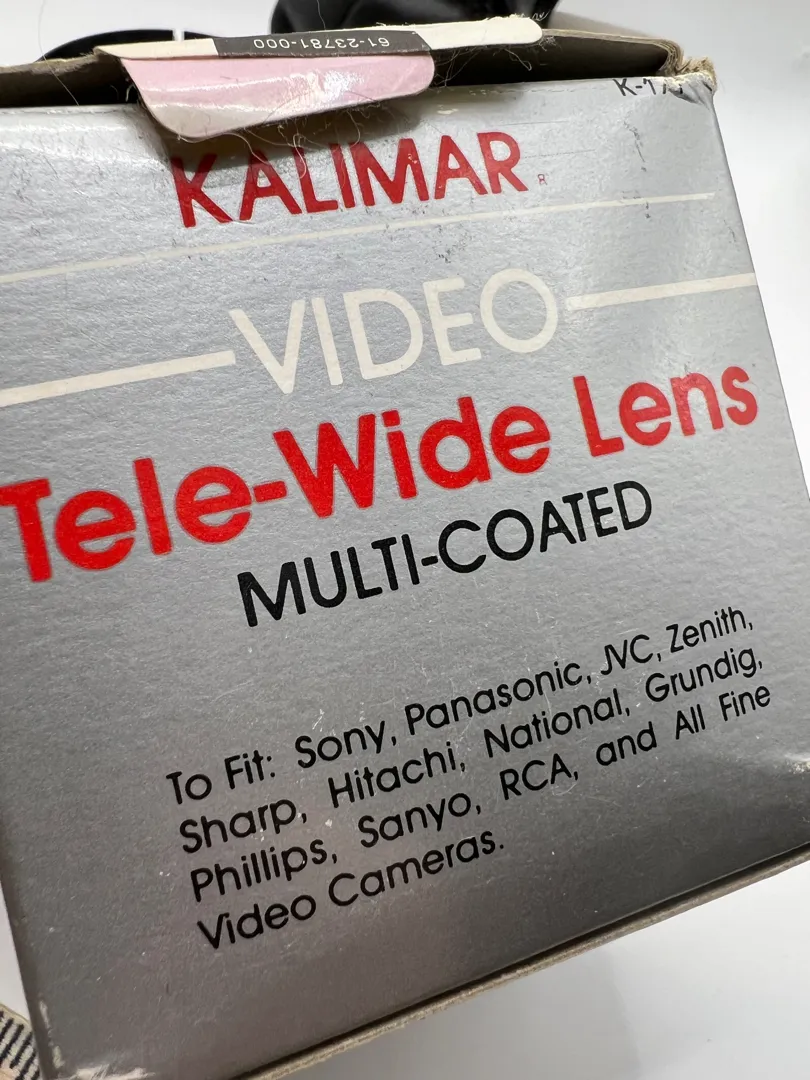 61-23781-000
KALIMAR®
VIDEO
Tele-Wide Lens
MULTI-COATED
To Fit: Sony, Panasonic, JVC, Zenith,
Sharp, Hitachi, National, Grundig,
Phillips, Sanyo, RCA, and All Fine
Video Cameras.